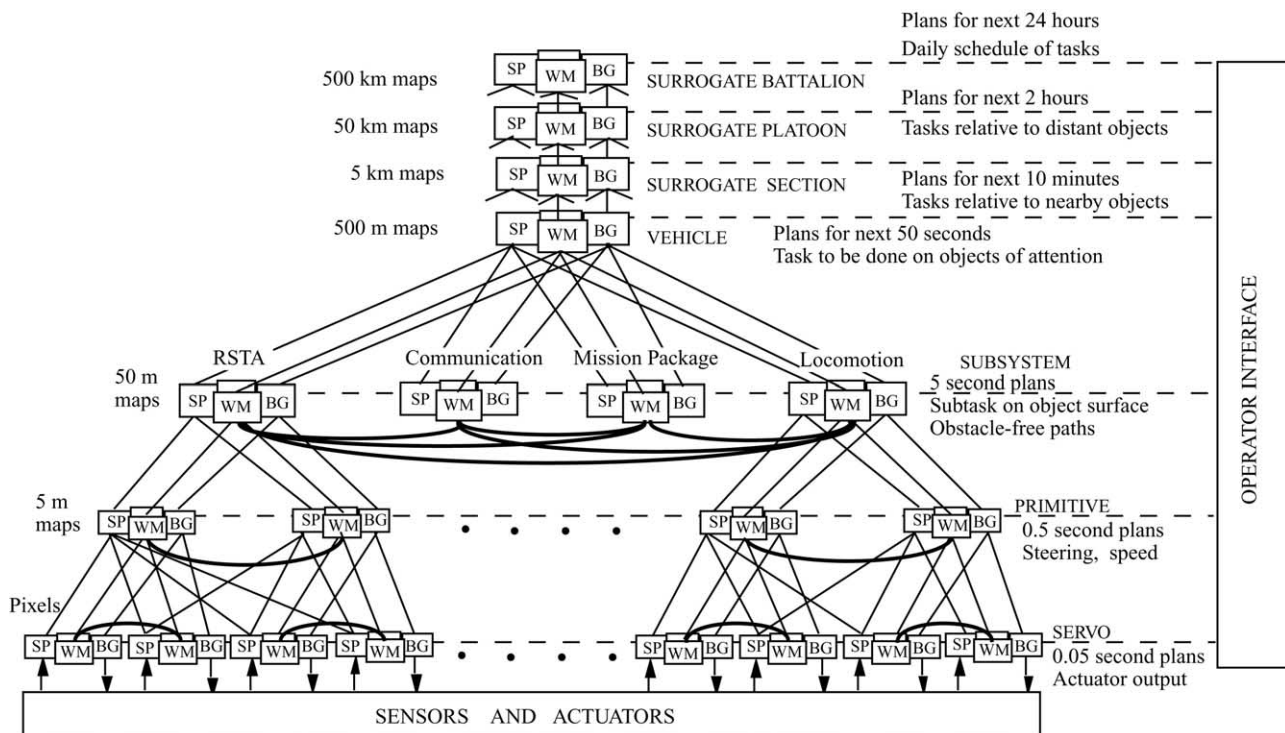 Plans for next 24 hours
Daily schedule of tasks
500 km maps
SP WM BG
SURROGATE BATTALION
Plans for next 2 hours
50 km maps
SP WM BG
SURROGATE PLATOON
Tasks relative to distant objects
5 km maps
SP WM BG
SURROGATE SECTION
Plans for next 10 minutes
Tasks relative to nearby objects
500 m maps
SP WM BG
VEHICLE
Plans for next 50 seconds
Task to be done on objects of attention
OPERATOR INTERFACE
RSTA
Communication
Mission Package
Locomotion
SUBSYSTEM
50 m
maps
SP WM BG
SP WM BG
SP WM BG
SP WM BG
5 second plans
Subtask on object surface
Obstacle-free paths
5 m
maps
SP WM BG
SP WM BG
SP WM BG
SP WM BG
PRIMITIVE
0.5 second plans
Steering, speed
Pixels
SP WM BG
SP WM BG
SP WM BG
SP WM BG
SP WM BG
SP WM BG
SP WM BG
SP WM BG
SERVO
0.05 second plans
Actuator output
SENSORS AND ACTUATORS